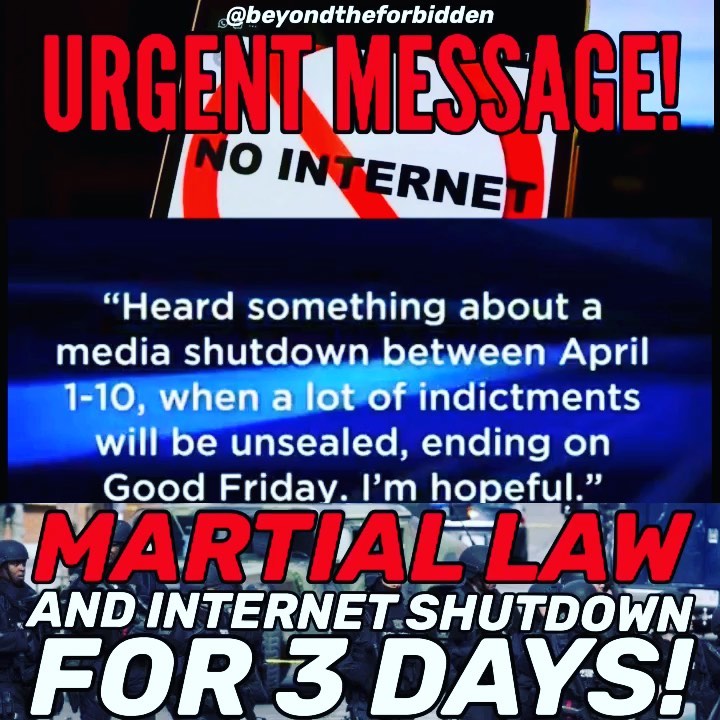 @beyondtheforbidden
URGENT MESSAGE!
NO INTERNET
“Heard something about a
media shutdown between April
1-10, when a lot of indictments
will be unsealed, ending on
Good Friday. I’m hopeful.”
MARTIAL LAW
AND INTERNET SHUTDOWN
FOR 3 DAYS!